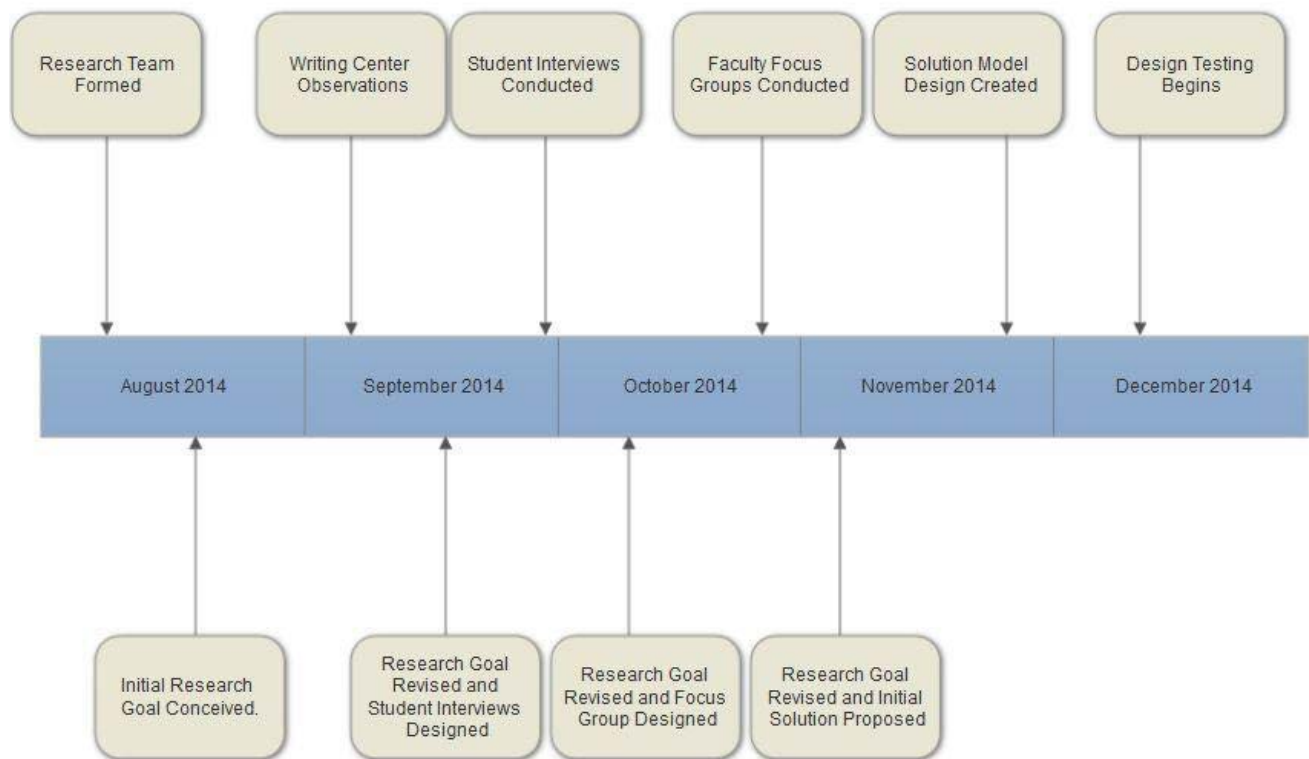 Research Team
Formed
Writing Center
Observations
Student Interviews
Conducted
Faculty Focus
Groups Conducted
Solution Model
Design Created
Design Testing
Begins
August 2014
September 2014
October 2014
November 2014
December 2014
Initial Research
Goal Conceived.
Research Goal
Revised and
Student Interviews
Designed
Research Goal
Revised and Focus
Group Designed
Research Goal
Revised and Initial
Solution Proposed